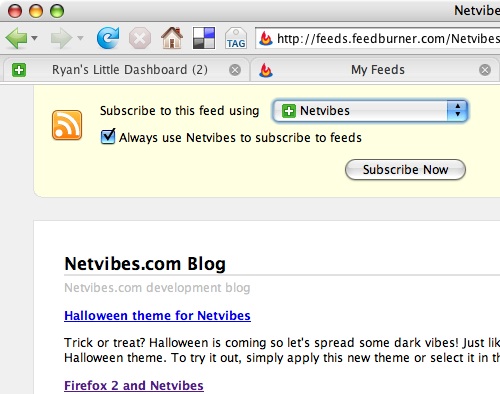 Netvibes
TAG
http://feeds.feedburner.com/Netvibes
Ryan's Little Dashboard (2)
My Feeds
Subscribe to this feed using
Netvibes
Always use Netvibes to subscribe to feeds
Subscribe Now
Netvibes.com Blog
Netvibes.com development blog
Halloween theme for Netvibes
Trick or treat? Halloween is coming so let's spread some dark vibes! Just lik
Halloween theme. To try it out, simply apply this new theme or select it in th
Firefox 2 and Netvibes